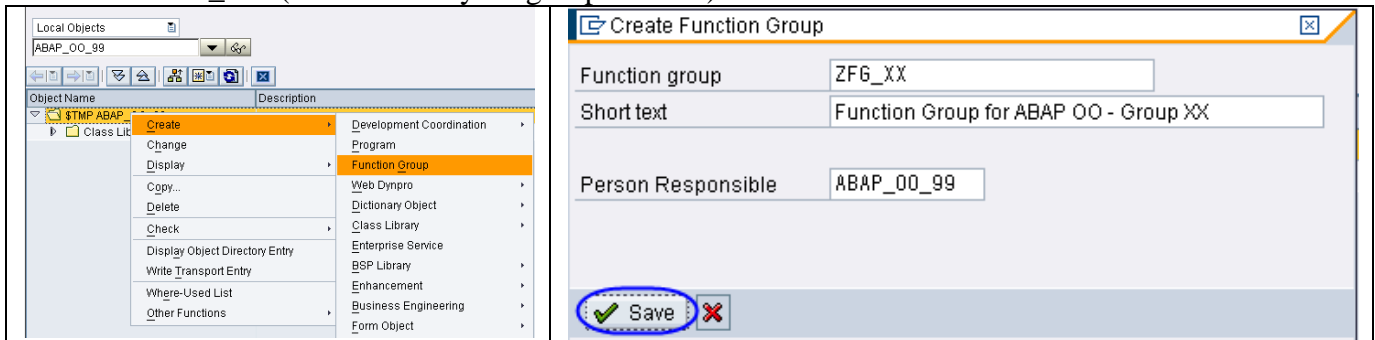 Local Objects
ABAP_OO_99
Object Name Description
$TMP ABAP_
Class Lib
Create
Change
Display
Copy...
Delete
Check
Display Object Directory Entry
Write Transport Entry
Where-Used List
Other Functions
Development Coordination
Program
Function Group
Web Dynpro
Dictionary Object
Class Library
Enterprise Service
BSP Library
Enhancement
Business Engineering
Form Object
Create Function Group
Function group ZFG_XX
Short text Function Group for ABAP OO - Group XX
Person Responsible ABAP_OO_99
Save